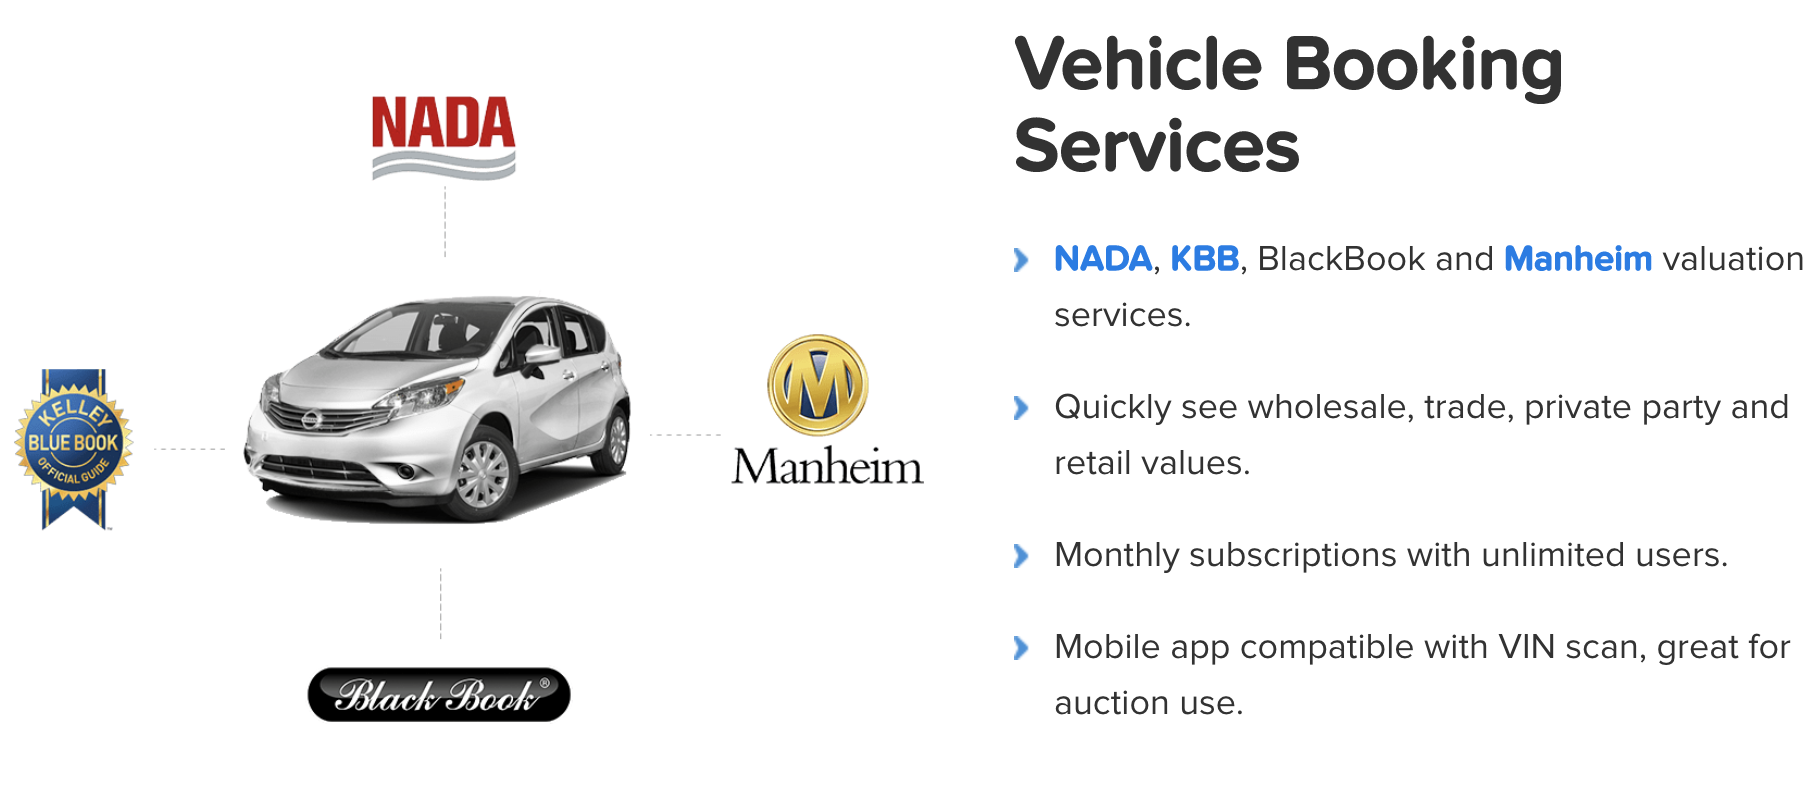 NADA
KELLEY
BLUE BOOK
OFFICIAL GUIDE
Manheim
Black Book®
Vehicle Booking
Services
NADA, KBB, BlackBook and Manheim valuation
services.
Quickly see wholesale, trade, private party and
retail values.
Monthly subscriptions with unlimited users.
Mobile app compatible with VIN scan, great for
auction use.